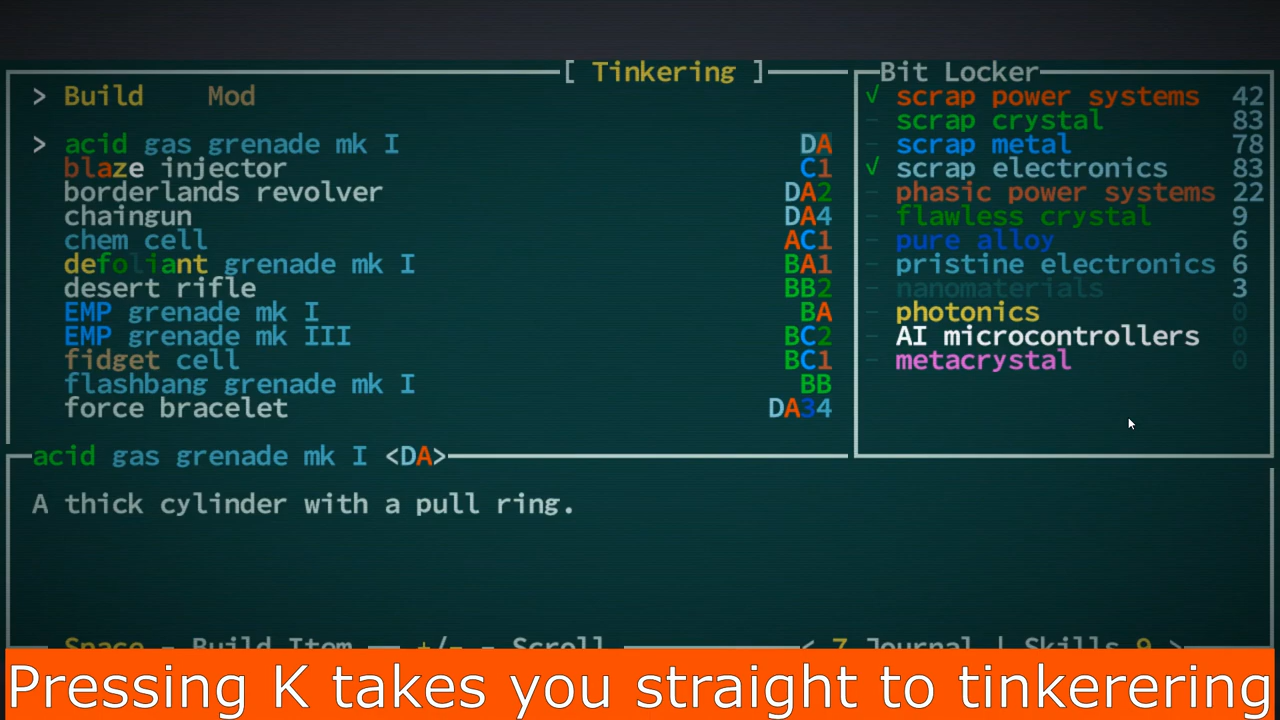 [ Tinkering ]
> Build Mod
> acid gas grenade mk I DA
blaze injector C1
borderlands revolver DA2
chaingun DA4
chem cell AC1
defoliant grenade mk I BA1
desert rifle BB2
EMP grenade mk I BA
EMP grenade mk III BC2
fidget cell BC1
flashbang grenade mk I BB
force bracelet DA34
Bit Locker
√ scrap power systems 42
- scrap crystal 83
- scrap metal 78
√ scrap electronics 83
- phasic power systems 22
- flawless crystal 9
- pure alloy 6
- pristine electronics 6
- nanomaterials 3
- photonics 0
- AI microcontrollers 0
- metacrystal 0
acid gas grenade mk I <DA>
A thick cylinder with a pull ring.
Space - Build Item +/- - Scroll < 7 Journal | Skills 9 >
Pressing K takes you straight to tinkerering